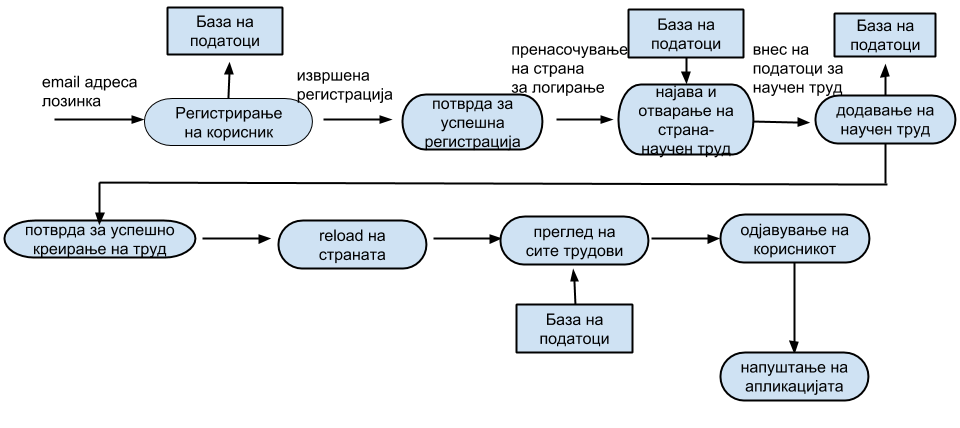 База на
податоци
email адреса
лозинка
Регистрирање
на корисник
извршена
регистрација
потврда за
успешна
регистрација
пренасочување
на страна
за логирање
База на
податоци
најава и
отварање на
страна-
научен труд
внес на
податоци за
научен труд
База на
податоци
додавање на
научен труд
потврда за успешно
креирање на труд
reload на
страната
преглед на
сите трудови
База на
податоци
одјавување на
корисникот
напуштање на
апликацијата